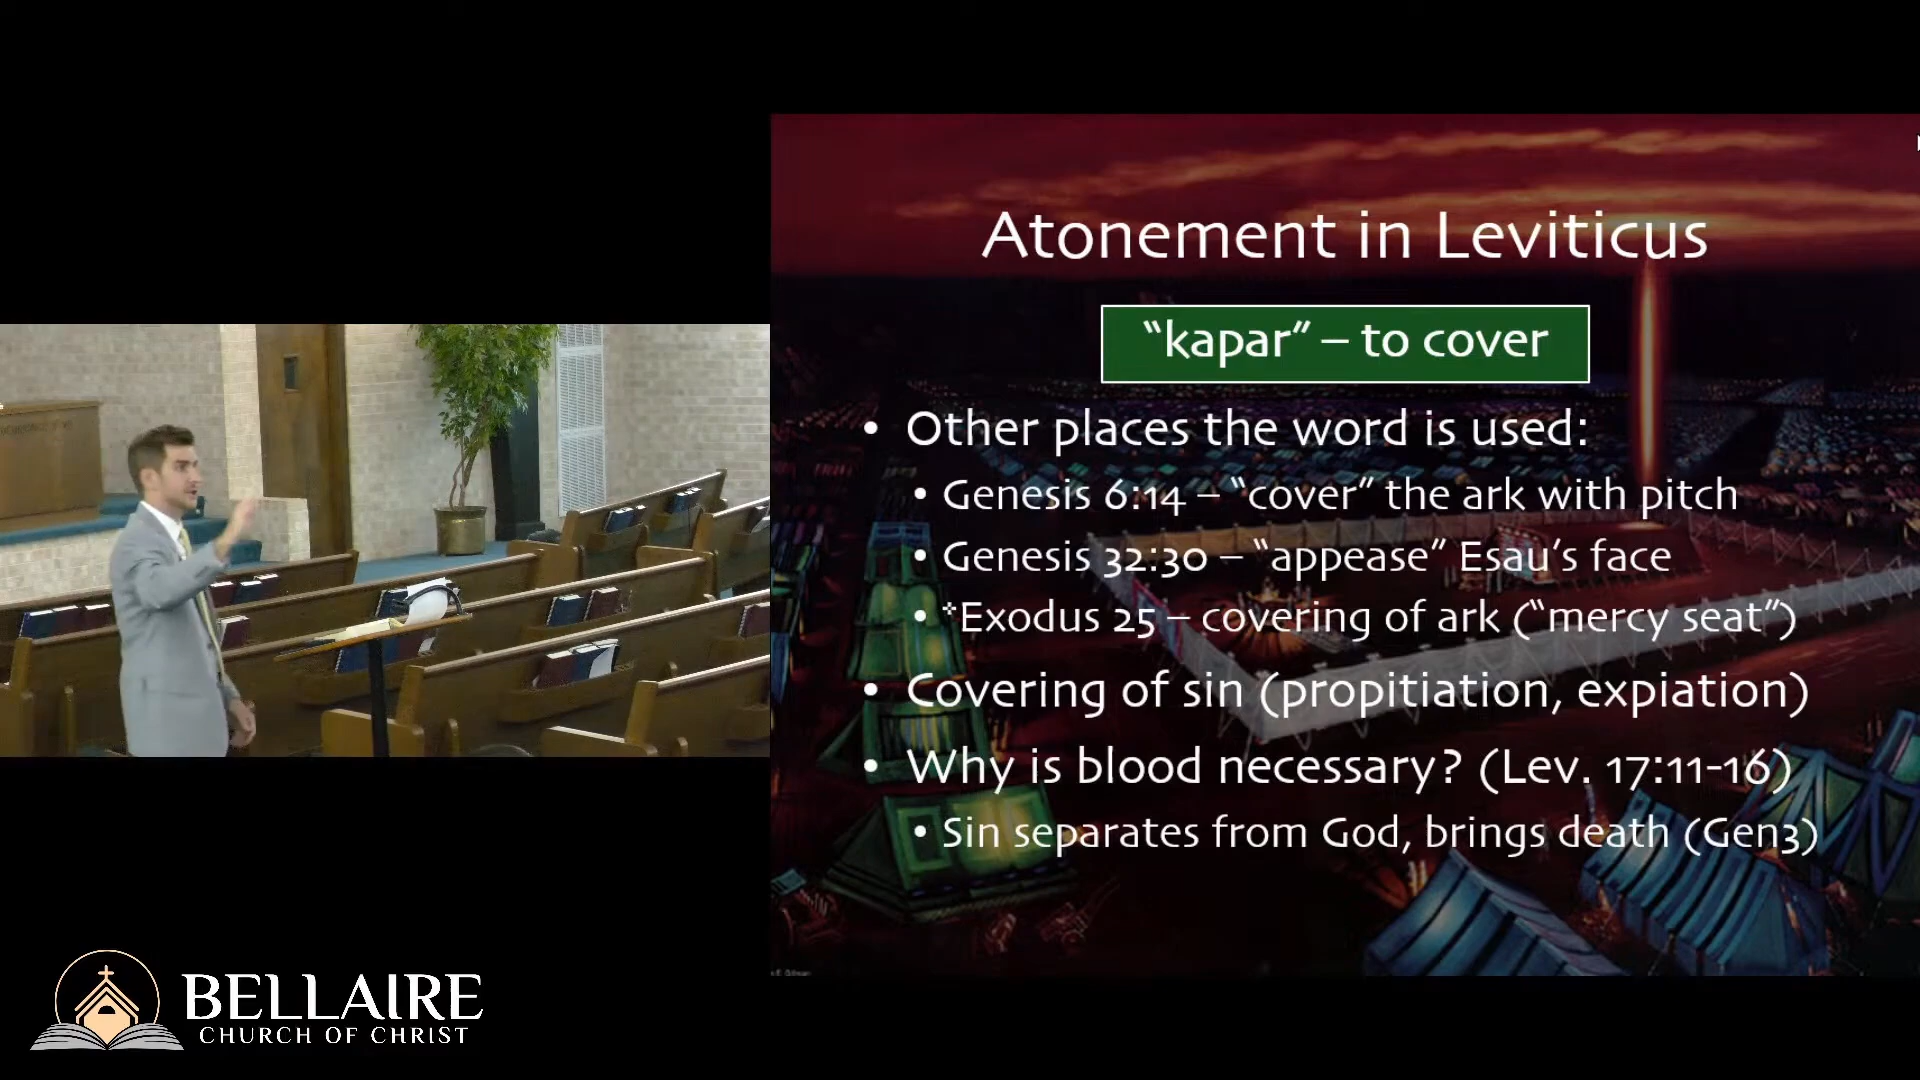 Atonement in Leviticus
“kapar” – to cover
• Other places the word is used:
• Genesis 6:14 – “cover” the ark with pitch
• Genesis 32:30 – “appease” Esau’s face
• *Exodus 25 – covering of ark (“mercy seat”)
• Covering of sin (propitiation, expiation)
• Why is blood necessary? (Lev. 17:11-16)
• Sin separates from God, brings death (Gen3)
BELLAIRE
CHURCH OF CHRIST